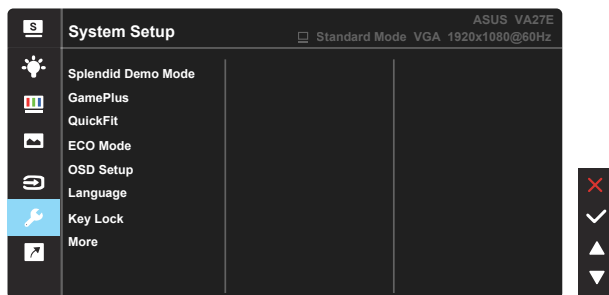 S
System Setup
ASUS VA27E
Standard Mode VGA 1920x1080@60Hz
Splendid Demo Mode
GamePlus
QuickFit
ECO Mode
OSD Setup
Language
Key Lock
More